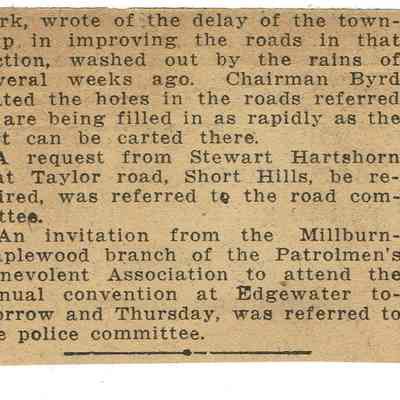 rk, wrote of the delay of the town-
p in improving the roads in that
ction, washed out by the rains of
veral weeks ago. Chairman Byrd
ated the holes in the roads referred
are being filled in as rapidly as the
t can be carted there.
A request from Stewart Hartshorn
at Taylor road, Short Hills, be re-
ired, was referred to the road com-
ttee.
An invitation from the Millburn-
aplewood branch of the Patrolmen's
nevolent Association to attend the
nual convention at Edgewater to-
orrow and Thursday, was referred to
e police committee.